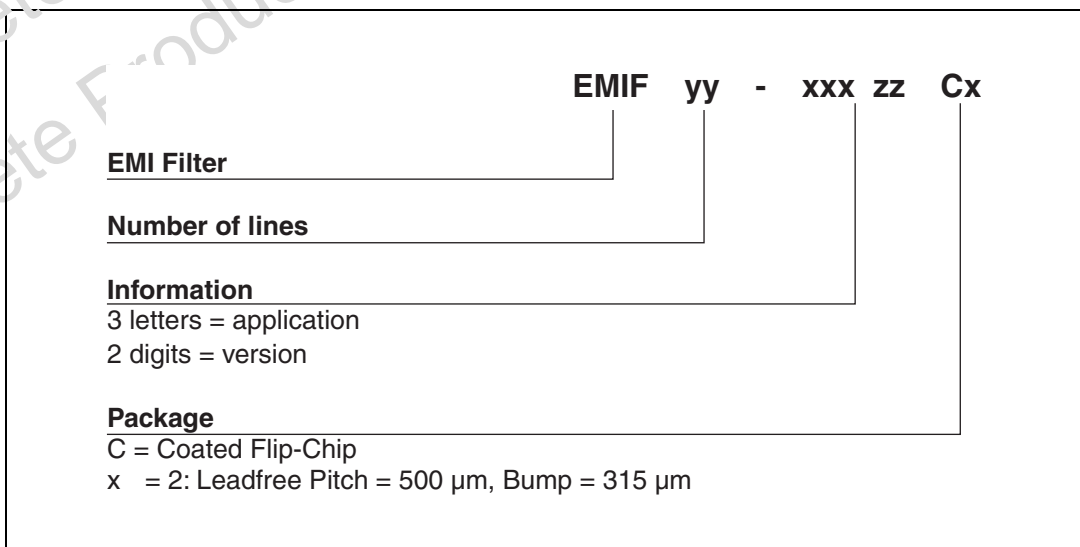 EMIF yy - xxx zz Cx
EMI Filter
Number of lines
Information
3 letters = application
2 digits = version
Package
C = Coated Flip-Chip
x = 2: Leadfree Pitch = 500 µm, Bump = 315 µm